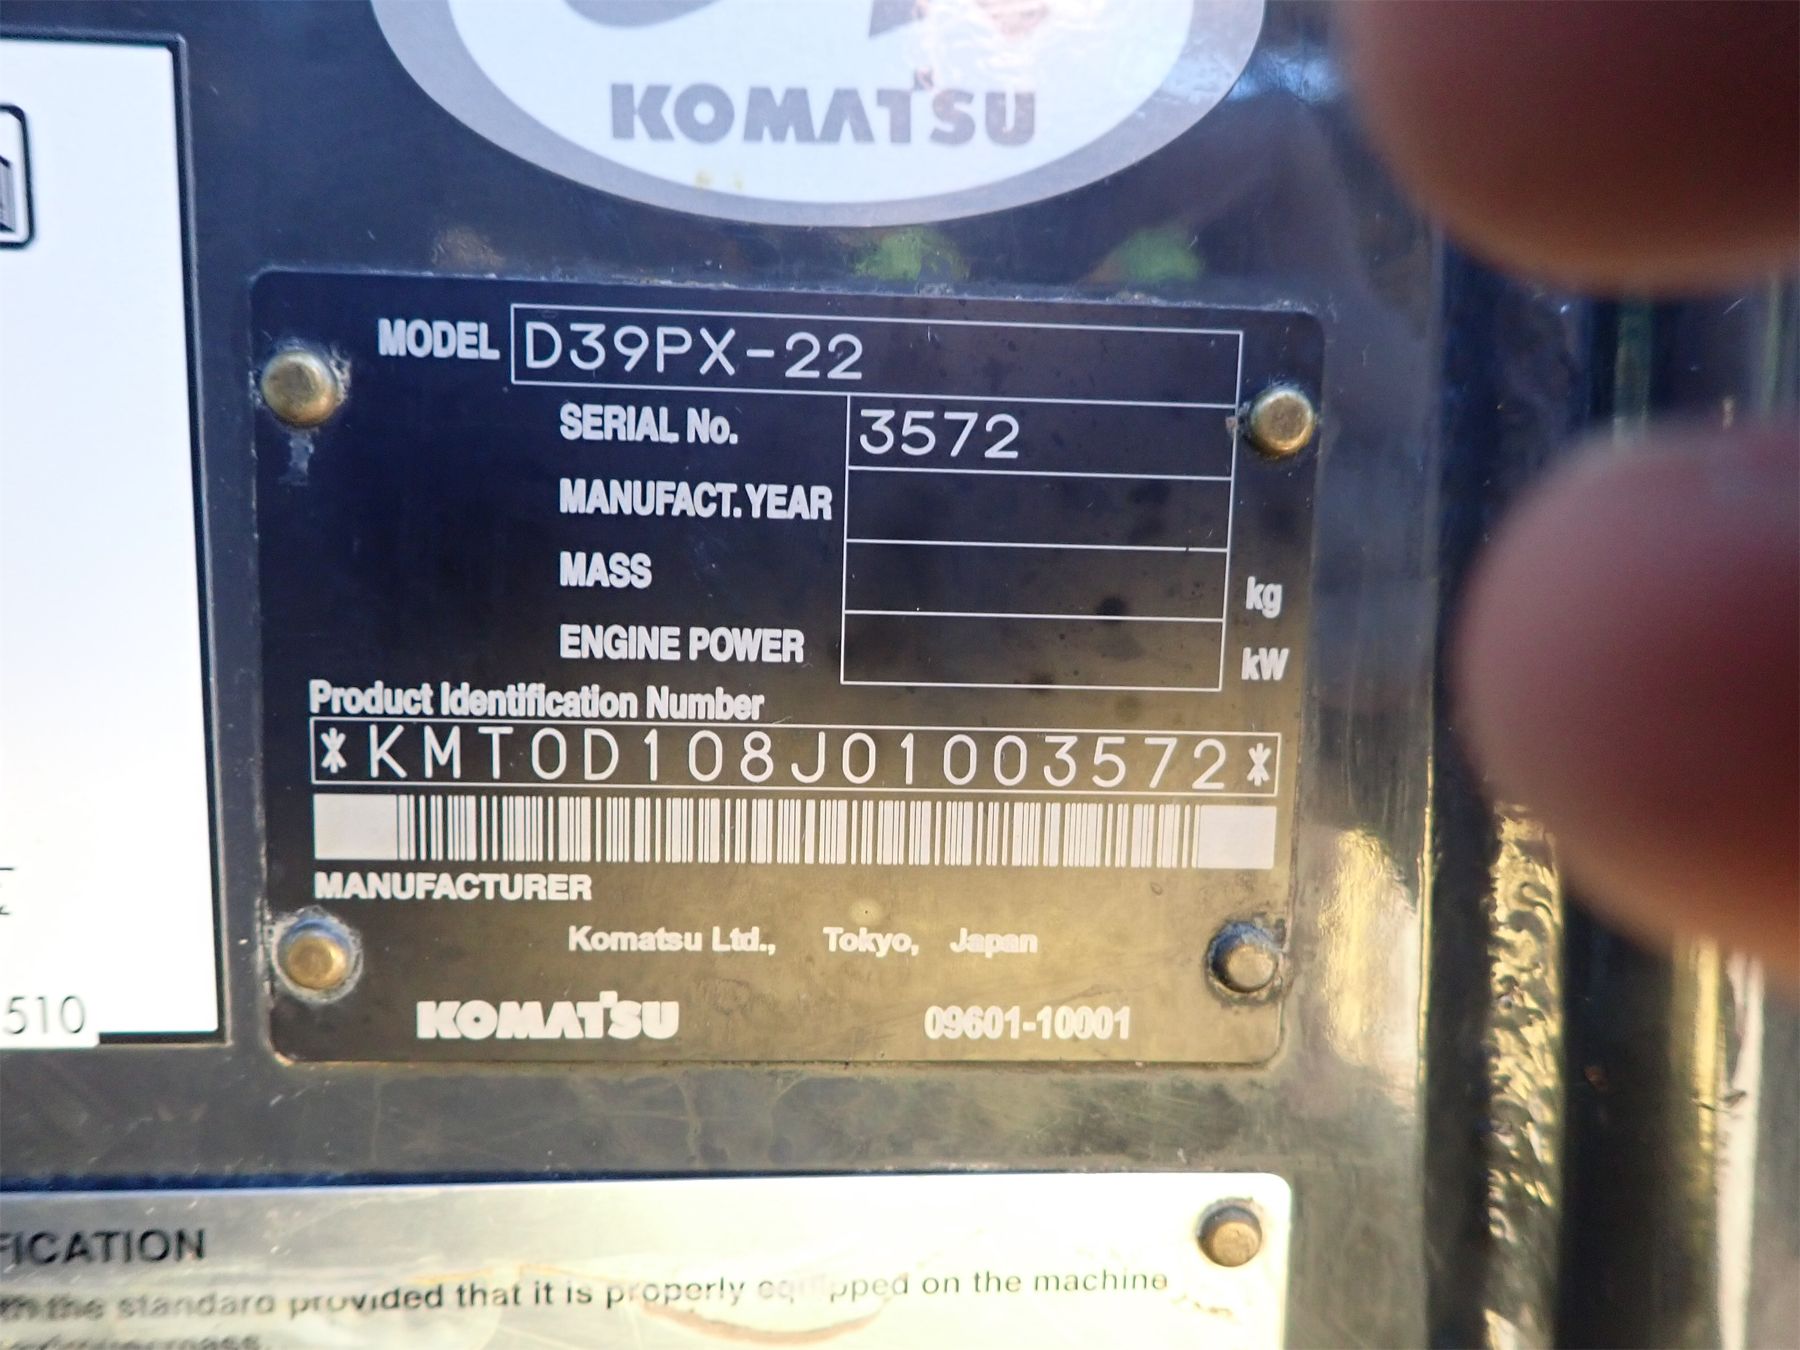 KOMATSU
MODEL D39PX-22
SERIAL No. 3572
MANUFACT. YEAR
MASS kg
ENGINE POWER kW
Product Identification Number
*KMT0D108J01003572*
MANUFACTURER
Komatsu Ltd., Tokyo, Japan
KOMATSU 09601-10001
510
FICATION
the standard provided that it is properly equipped on the machine